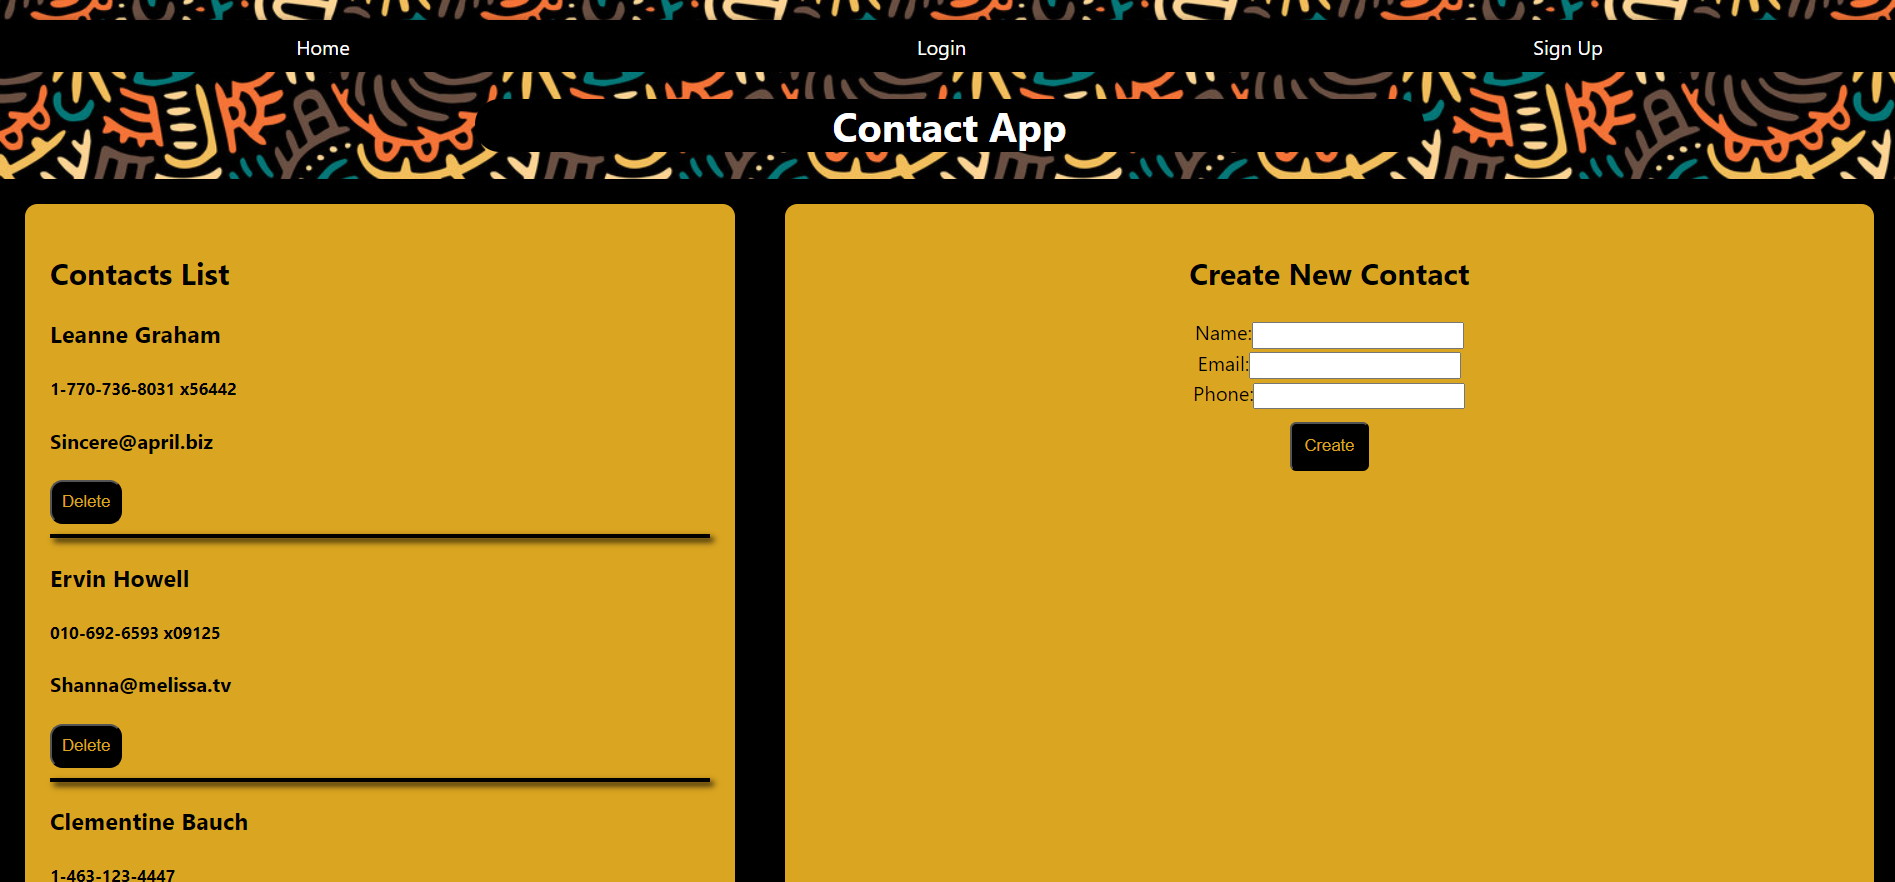 Home
Login
Sign Up
Contact App
Contacts List
Leanne Graham
1-770-736-8031 x56442
Sincere@april.biz
Delete
Ervin Howell
010-692-6593 x09125
Shanna@melissa.tv
Delete
Clementine Bauch
1-463-123-4447
Create New Contact
Name:
Email:
Phone:
Create